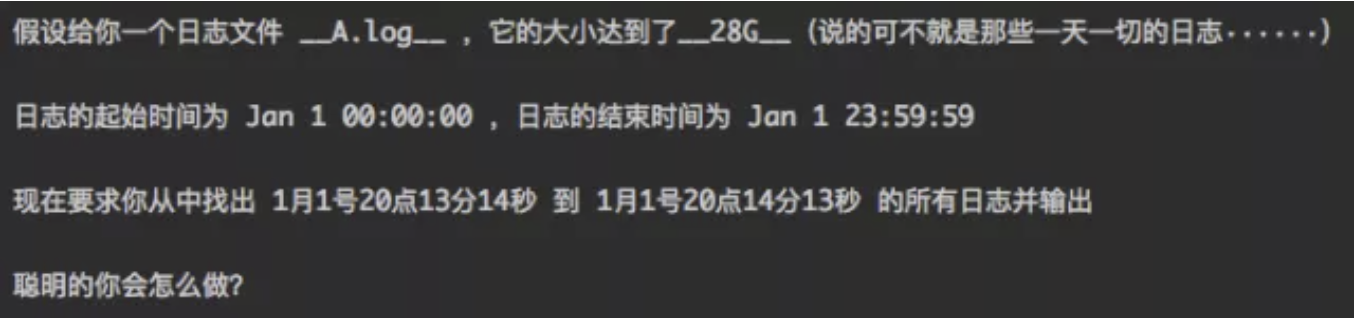 假设给你一个日志文件 __A.log__ ，它的大小达到了__28G__（说的可不就是那些一天一切的日志······）
日志的起始时间为 Jan 1 00:00:00 ，日志的结束时间为 Jan 1 23:59:59
现在要求你从中找出 1月1号20点13分14秒 到 1月1号20点14分13秒 的所有日志并输出
聪明的你会怎么做？